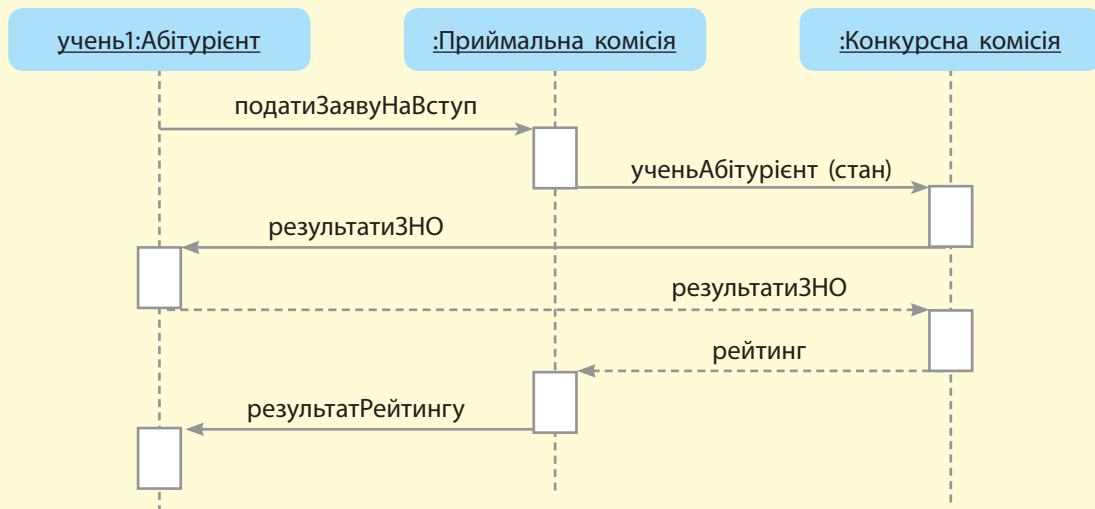 учень1:Абітурієнт
:Приймальна комісія
:Конкурсна комісія
податиЗаявуНаВступ
ученьАбітурієнт (стан)
результатиЗНО
результатиЗНО
рейтинг
результатРейтингу